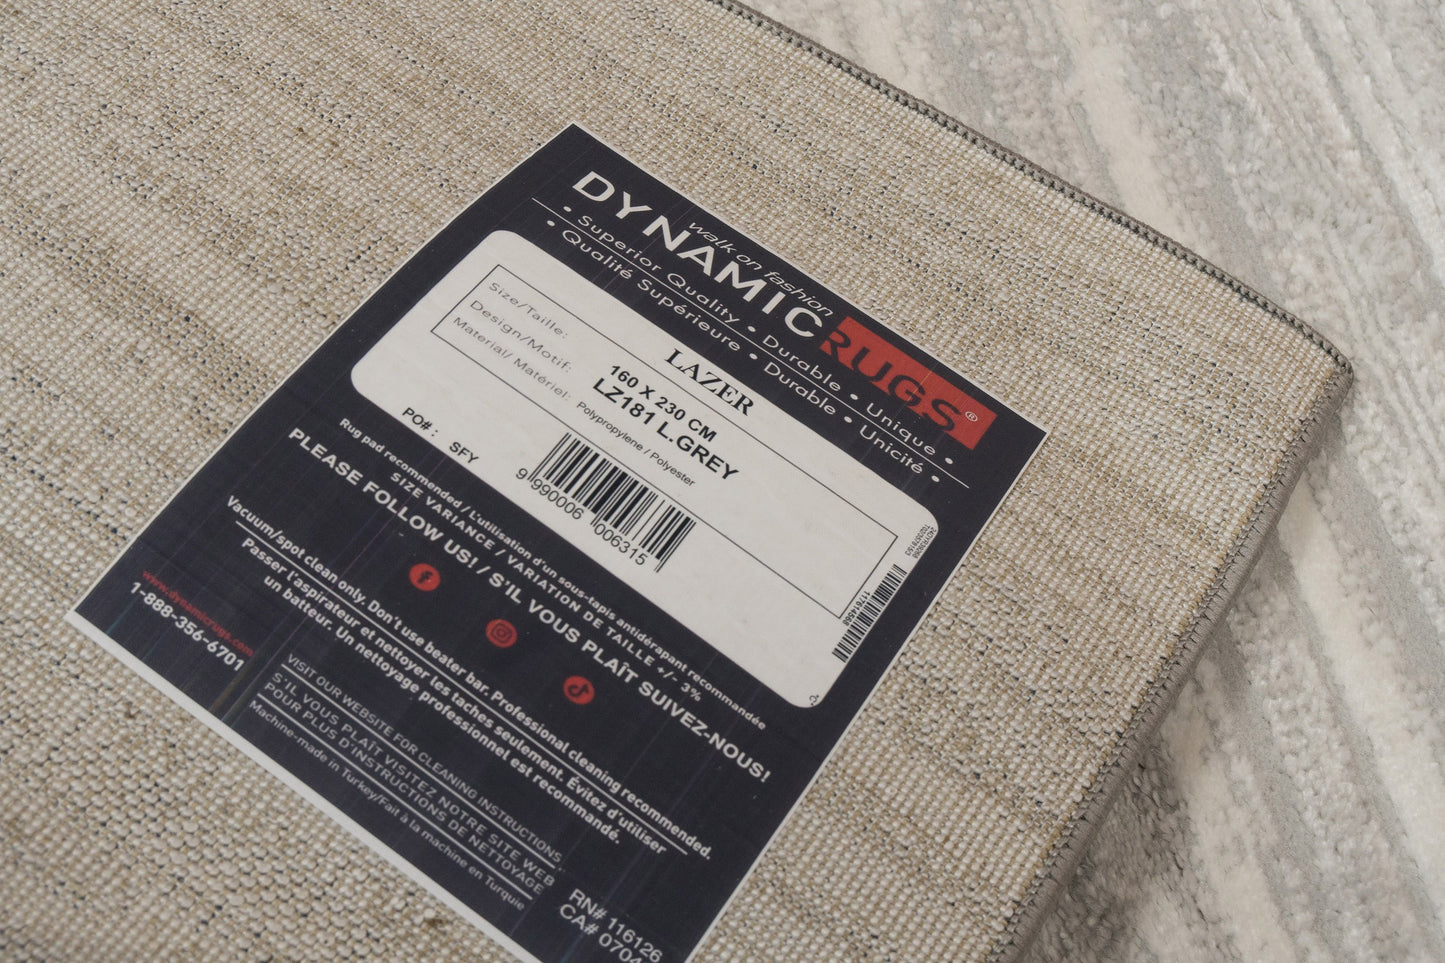 DYNAMIC RUGS®
walk on fashion
• Superior Quality • Durable • Unique •
• Qualité Supérieure • Durable • Unicité •
LAZER
Size/Taille: 160 X 230 CM
Design/Motif: LZ181 L.GREY
Material/ Matériel: Polypropylene / Polyester
9 990006 006315
11764568
PO# : SFY
Rug pad recommended / L'utilisation d'un sous-tapis antidérapant recommandée
SIZE VARIANCE / VARIATION DE TAILLE +/- 3%
PLEASE FOLLOW US! / S'IL VOUS PLAÎT SUIVEZ-NOUS!
Vacuum/spot clean only. Don't use beater bar. Professional cleaning recommended.
Passer l'aspirateur et nettoyer les taches seulement. Évitez d'utiliser
un batteur. Un nettoyage professionnel est recommandé.
www.dynamicrugs.com
1-888-356-6701
VISIT OUR WEBSITE FOR CLEANING INSTRUCTIONS
S'IL VOUS PLAÎT VISITEZ NOTRE SITE WEB
POUR PLUS D'INSTRUCTIONS DE NETTOYAGE
Machine-made in Turkey/Fait à la machine en Turquie
RN# 116126
CA# 0704